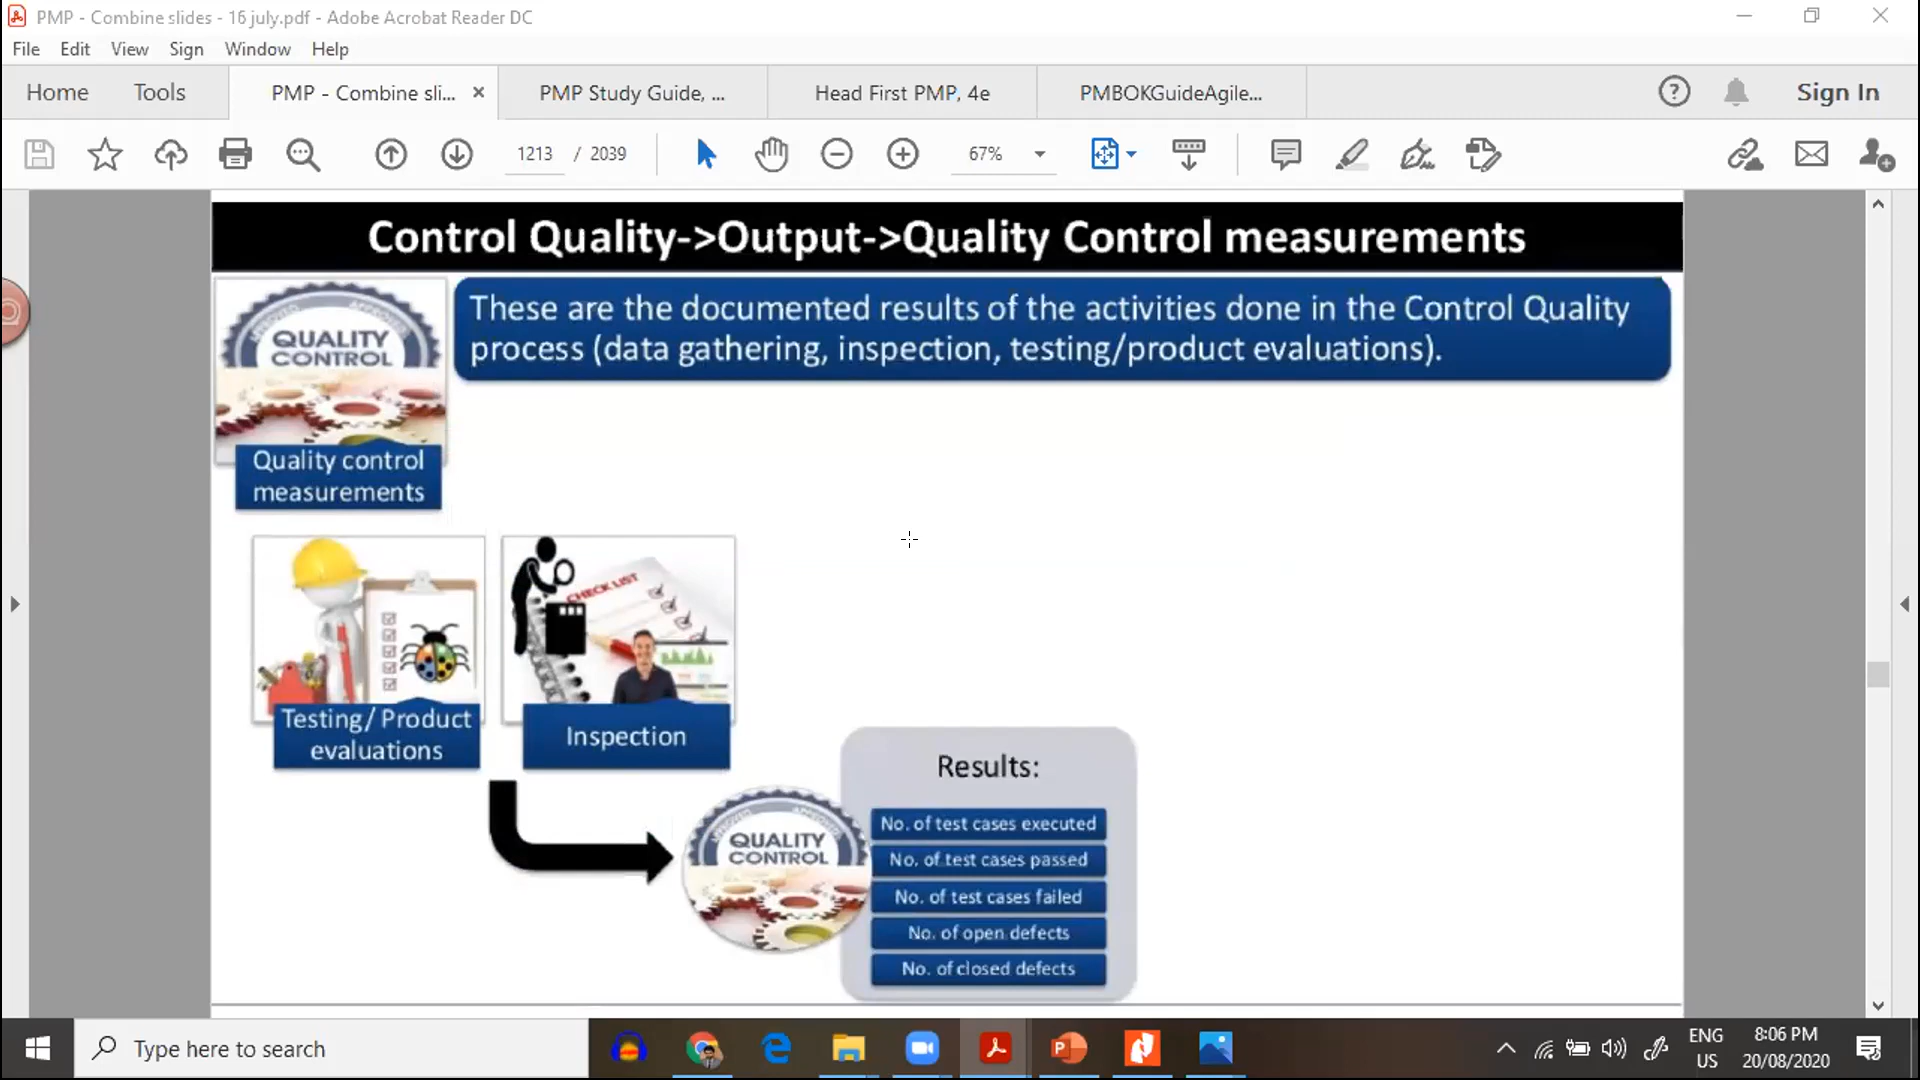 PMP - Combine slides - 16 july.pdf - Adobe Acrobat Reader DC
File Edit View Sign Window Help
Home Tools PMP - Combine sli... × PMP Study Guide, ... Head First PMP, 4e PMBOKGuideAgile... Sign In
1213 / 2039 67%
Control Quality->Output->Quality Control measurements
These are the documented results of the activities done in the Control Quality
process (data gathering, inspection, testing/product evaluations).
QUALITY
CONTROL
Quality control
measurements
CHECK LIST
Testing/ Product
evaluations
Inspection
Results:
QUALITY
CONTROL
No. of test cases executed
No. of test cases passed
No. of test cases failed
No. of open defects
No. of closed defects
Type here to search
ENG
US
8:06 PM
20/08/2020